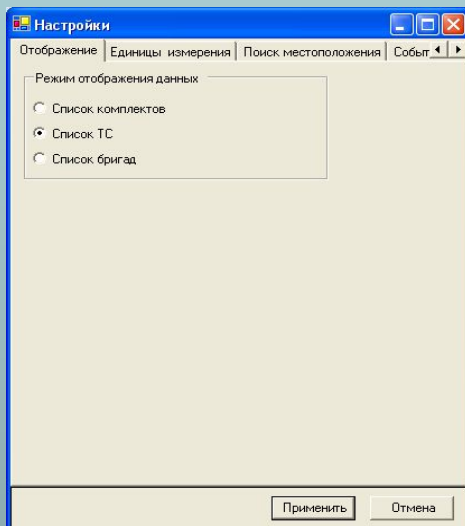 Настройки
Отображение Единицы измерения Поиск местоположения Событ
Режим отображения данных
Список комплектов
Список ТС
Список бригад
Применить Отмена